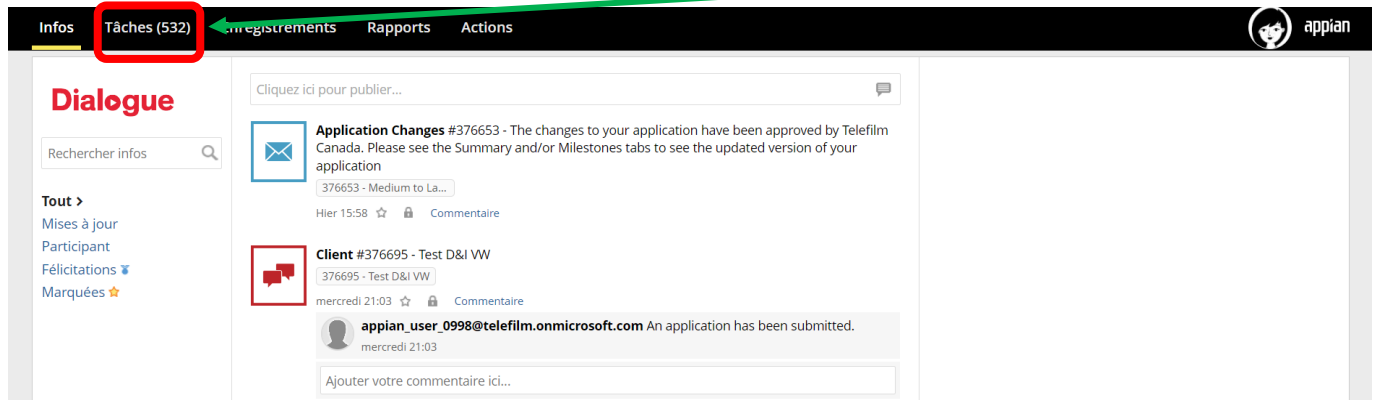 Infos Tâches (532) Enregistrements Rapports Actions appian
Dialogue
Rechercher infos
Tout >
Mises à jour
Participant
Félicitations
Marquées
Cliquez ici pour publier...
Application Changes #376653 - The changes to your application have been approved by Telefilm
Canada. Please see the Summary and/or Milestones tabs to see the updated version of your
application
376653 - Medium to La...
Hier 15:58 Commentaire
Client #376695 - Test D&I VW
376695 - Test D&I VW
mercredi 21:03 Commentaire
appian_user_0998@telefilm.onmicrosoft.com An application has been submitted.
mercredi 21:03
Ajouter votre commentaire ici...